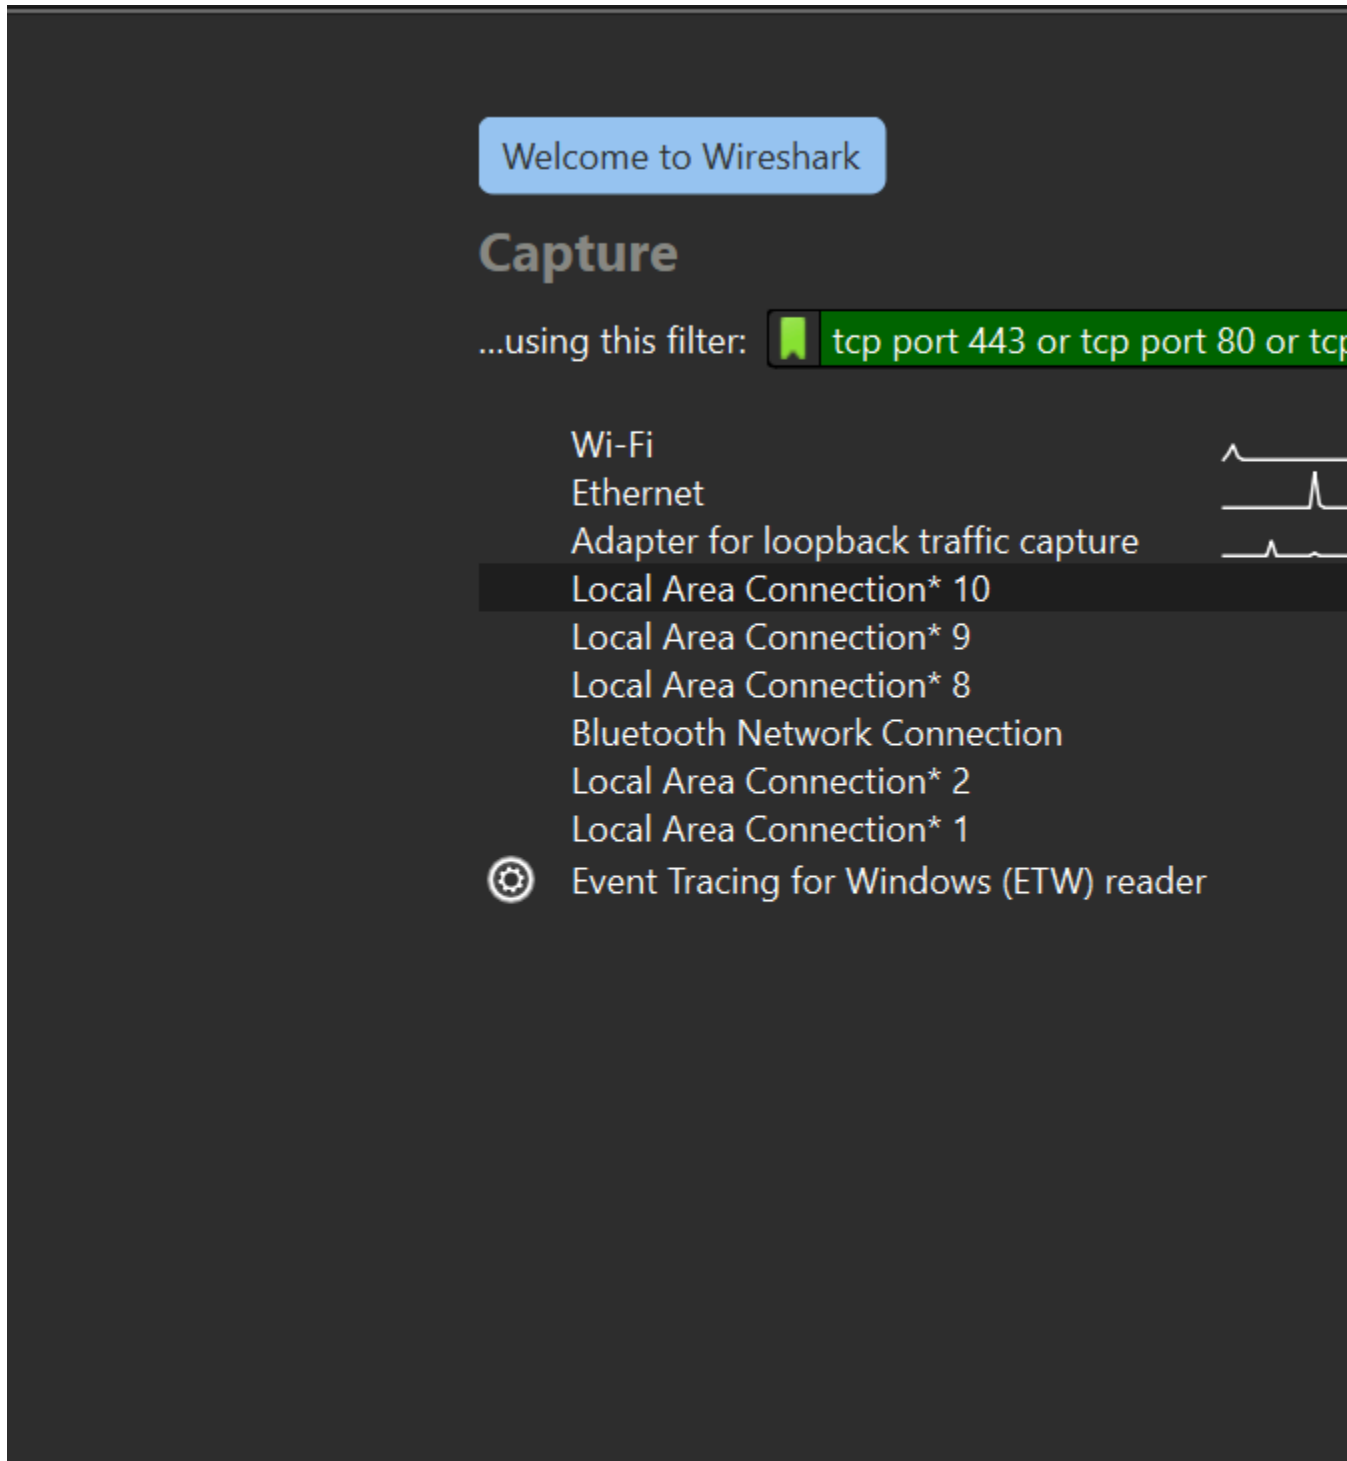 Welcome to Wireshark
Capture
...using this filter: tcp port 443 or tcp port 80 or
Wi-Fi
Ethernet
Adapter for loopback traffic capture
Local Area Connection* 10
Local Area Connection* 9
Local Area Connection* 8
Bluetooth Network Connection
Local Area Connection* 2
Local Area Connection* 1
Event Tracing for Windows (ETW) reader